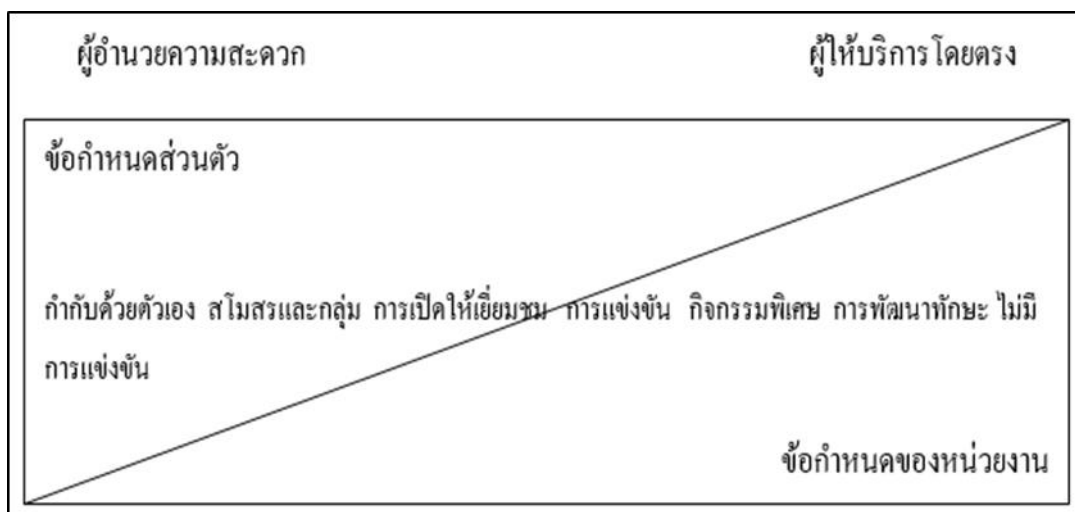 ผู้อำนวยความสะดวก ผู้ให้บริการโดยตรง
ข้อกำหนดส่วนตัว
กำกับด้วยตัวเอง สโมสรและกลุ่ม การเปิดให้เยี่ยมชม การแข่งขัน กิจกรรมพิเศษ การพัฒนาทักษะ ไม่มี
การแข่งขัน
ข้อกำหนดของหน่วยงาน